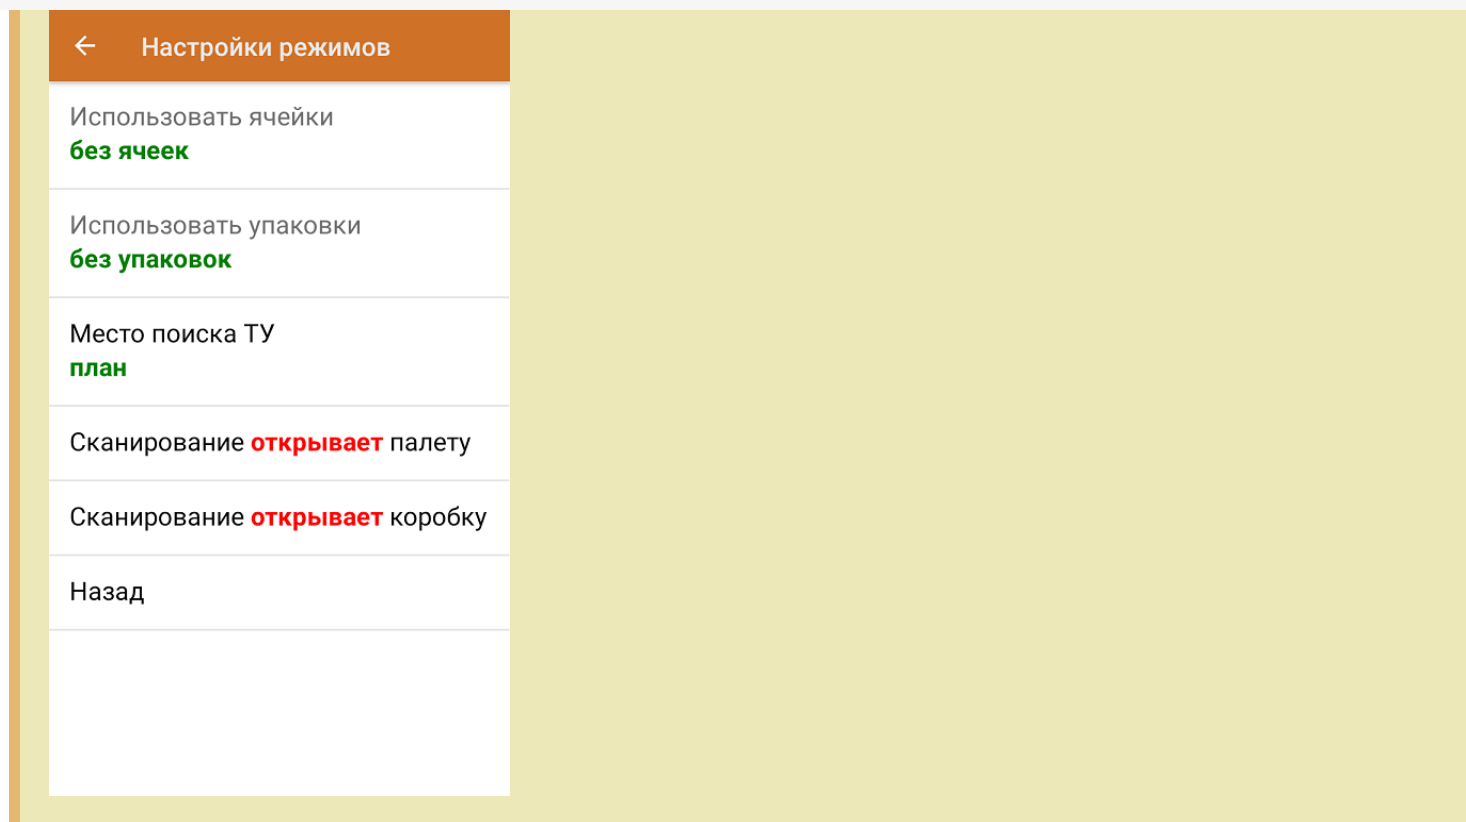 Настройки режимов
Использовать ячейки
без ячеек
Использовать упаковки
без упаковок
Место поиска ТУ
план
Сканирование открывает палету
Сканирование открывает коробку
Назад